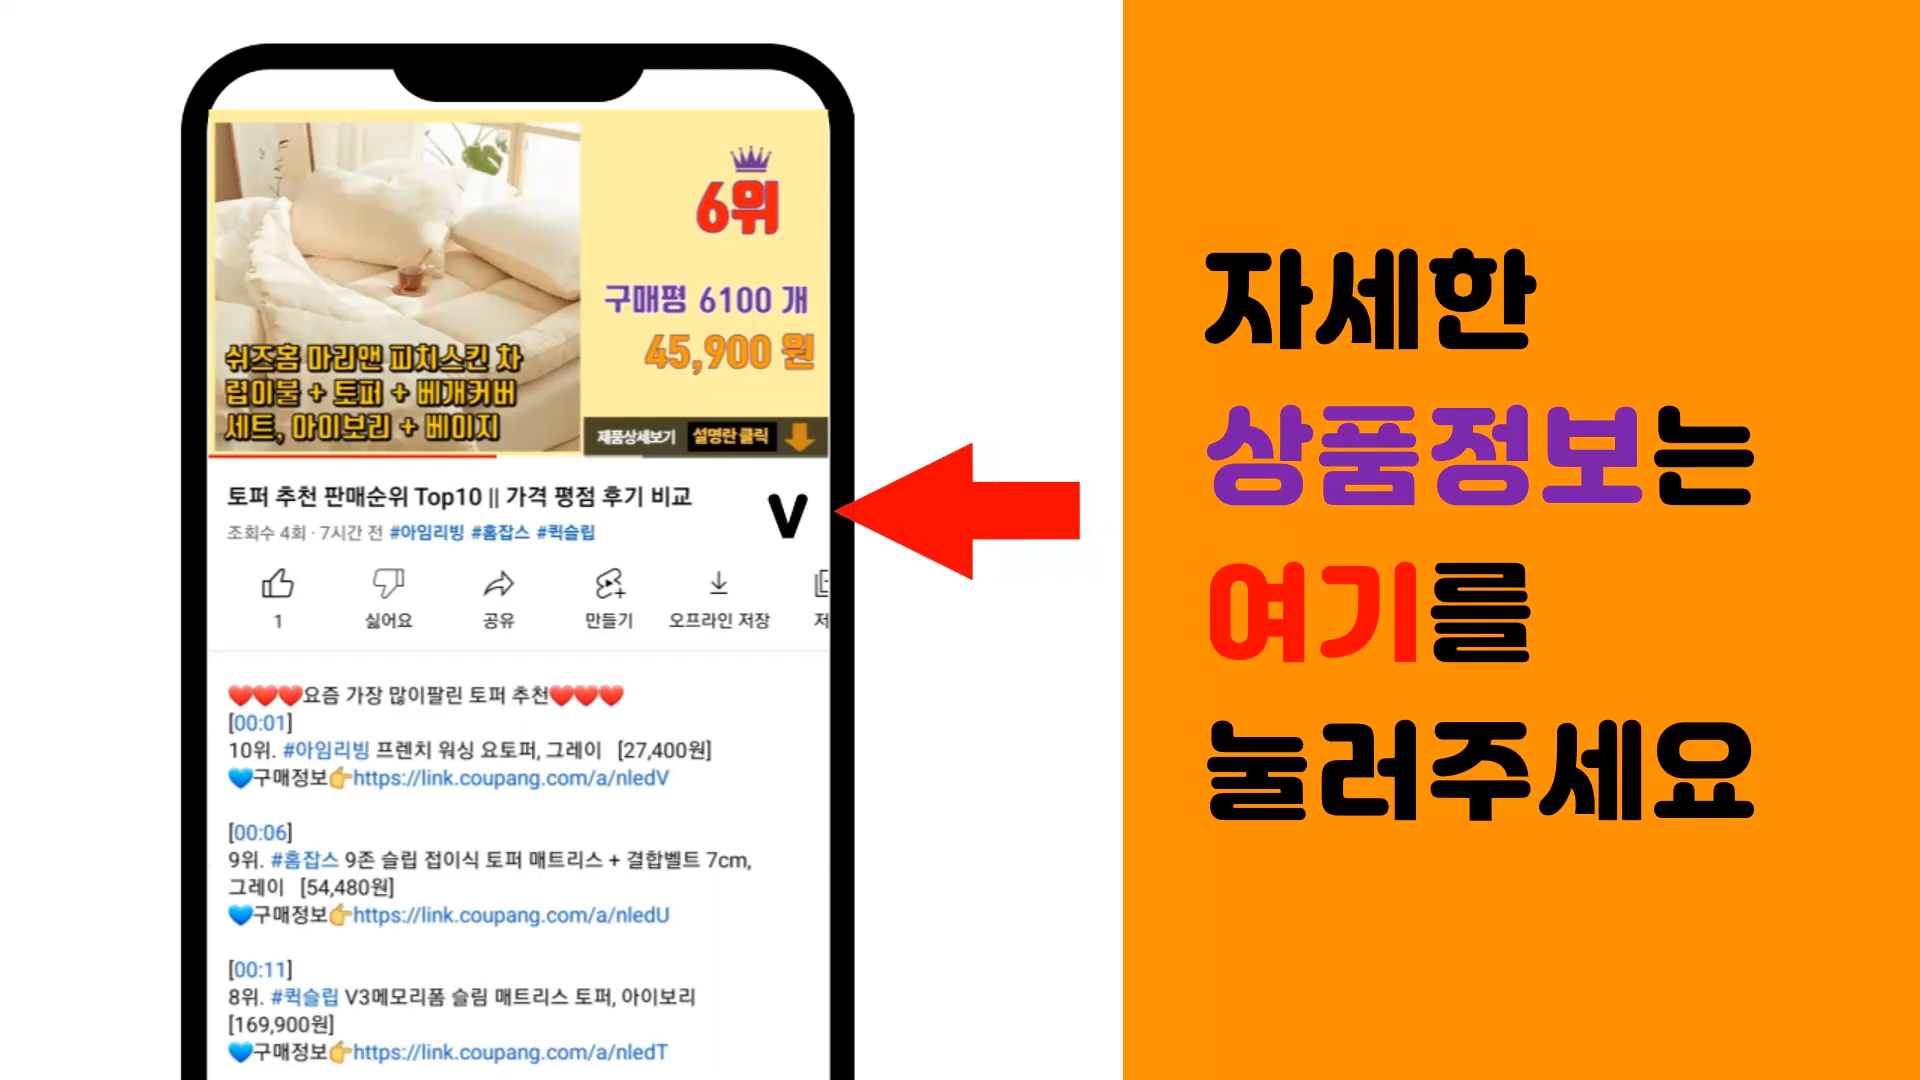 6위
구매평 6100 개
45,900 원
쉬즈홈 마리앤 피치스킨 차
렵이불 + 토퍼 + 베개커버
세트, 아이보리 + 베이지
제품상세보기 설명란 클릭
토퍼 추천 판매순위 Top10 || 가격 평점 후기 비교
V
조회수 4회 · 7시간 전 #아임리빙 #홈잡스 #퀵슬립
1 싫어요 공유 만들기 오프라인 저장 저
❤️❤️❤️요즘 가장 많이팔린 토퍼 추천❤️❤️❤️
[00:01]
10위. #아임리빙 프렌치 워싱 요토퍼, 그레이 [27,400원]
💙구매정보👉https://link.coupang.com/a/nledV
[00:06]
9위. #홈잡스 9존 슬립 접이식 토퍼 매트리스 + 결합벨트 7cm,
그레이 [54,480원]
💙구매정보👉https://link.coupang.com/a/nledU
[00:11]
8위. #퀵슬립 V3메모리폼 슬림 매트리스 토퍼, 아이보리
[169,900원]
💙구매정보👉https://link.coupang.com/a/nledT
자세한
상품정보는
여기를
눌러주세요